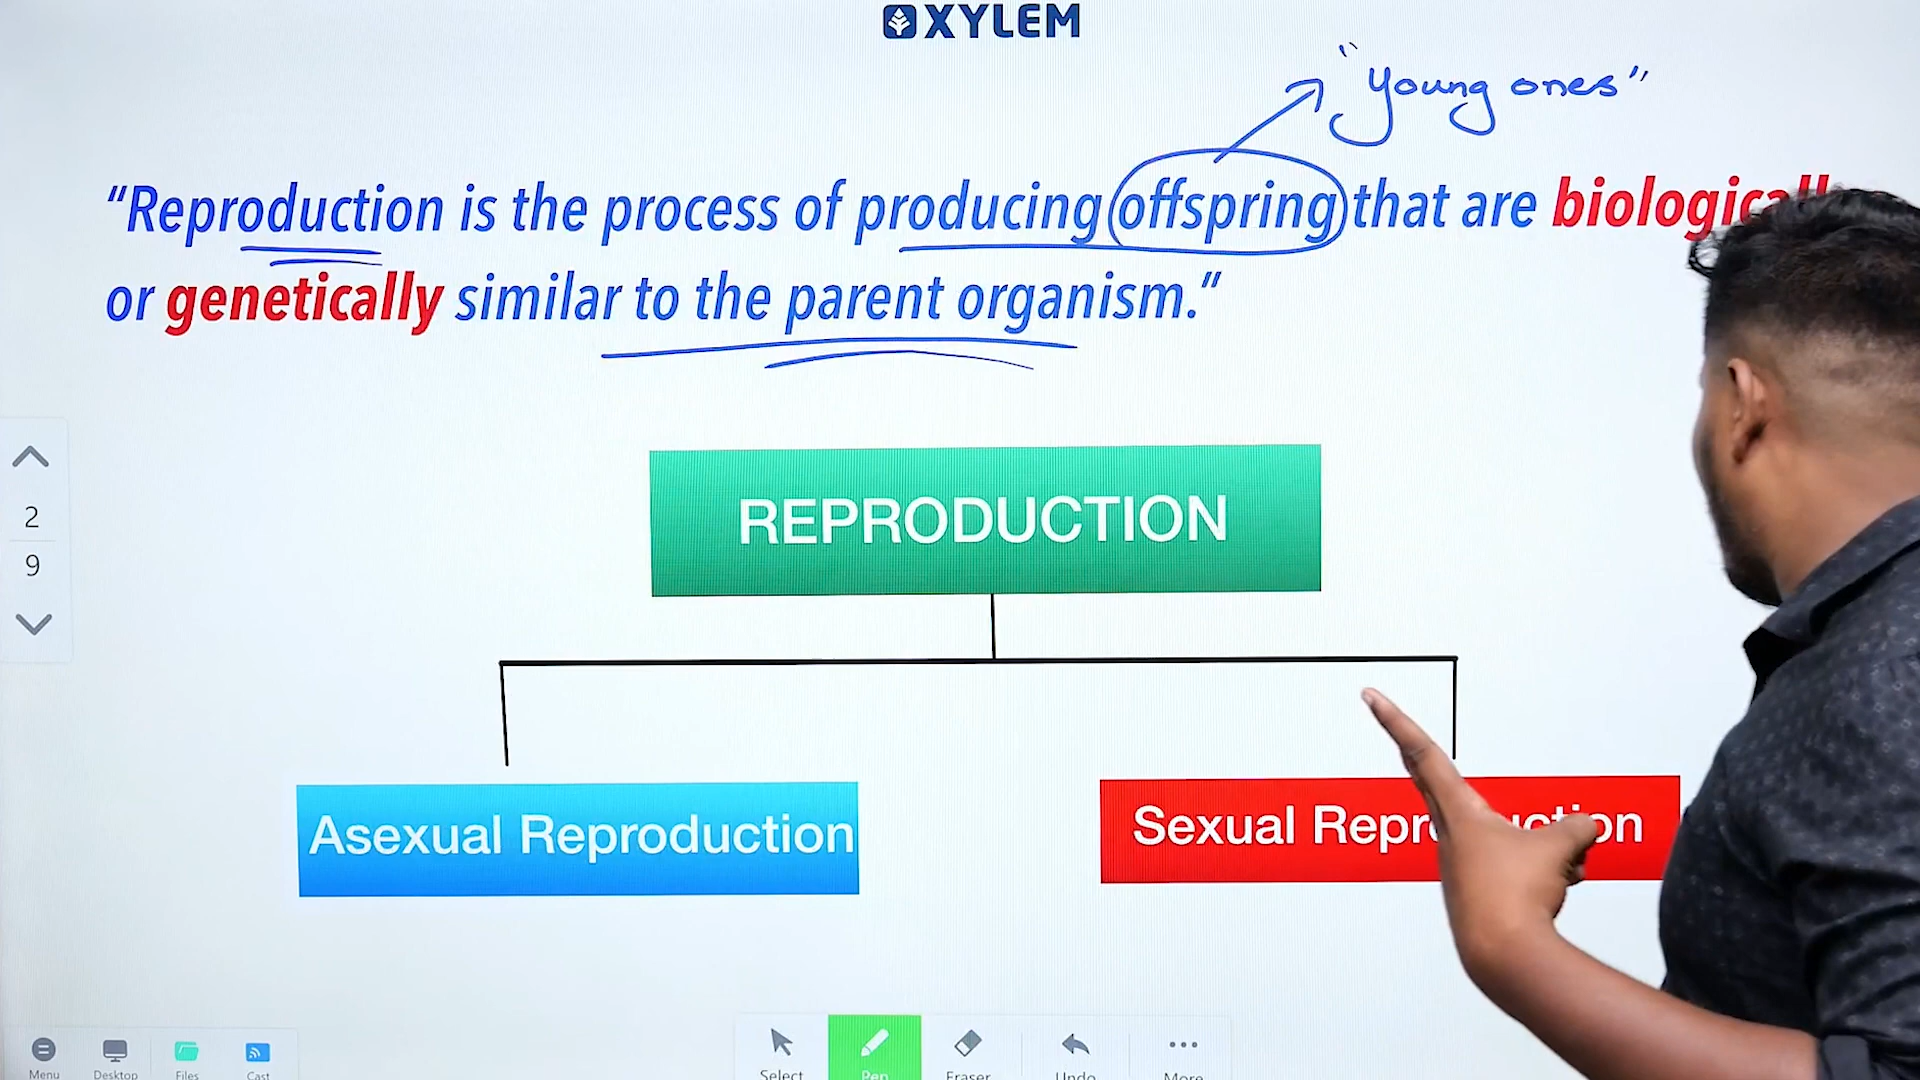 XYLEM
"Young ones"
"Reproduction is the process of producing offspring that are
or genetically similar to the parent organism."
REPRODUCTION
Asexual Reproduction
Sexual Reproduction
2
9
Menu
Desktop
Files
Cast
Select
Pen
Eraser
Undo
More